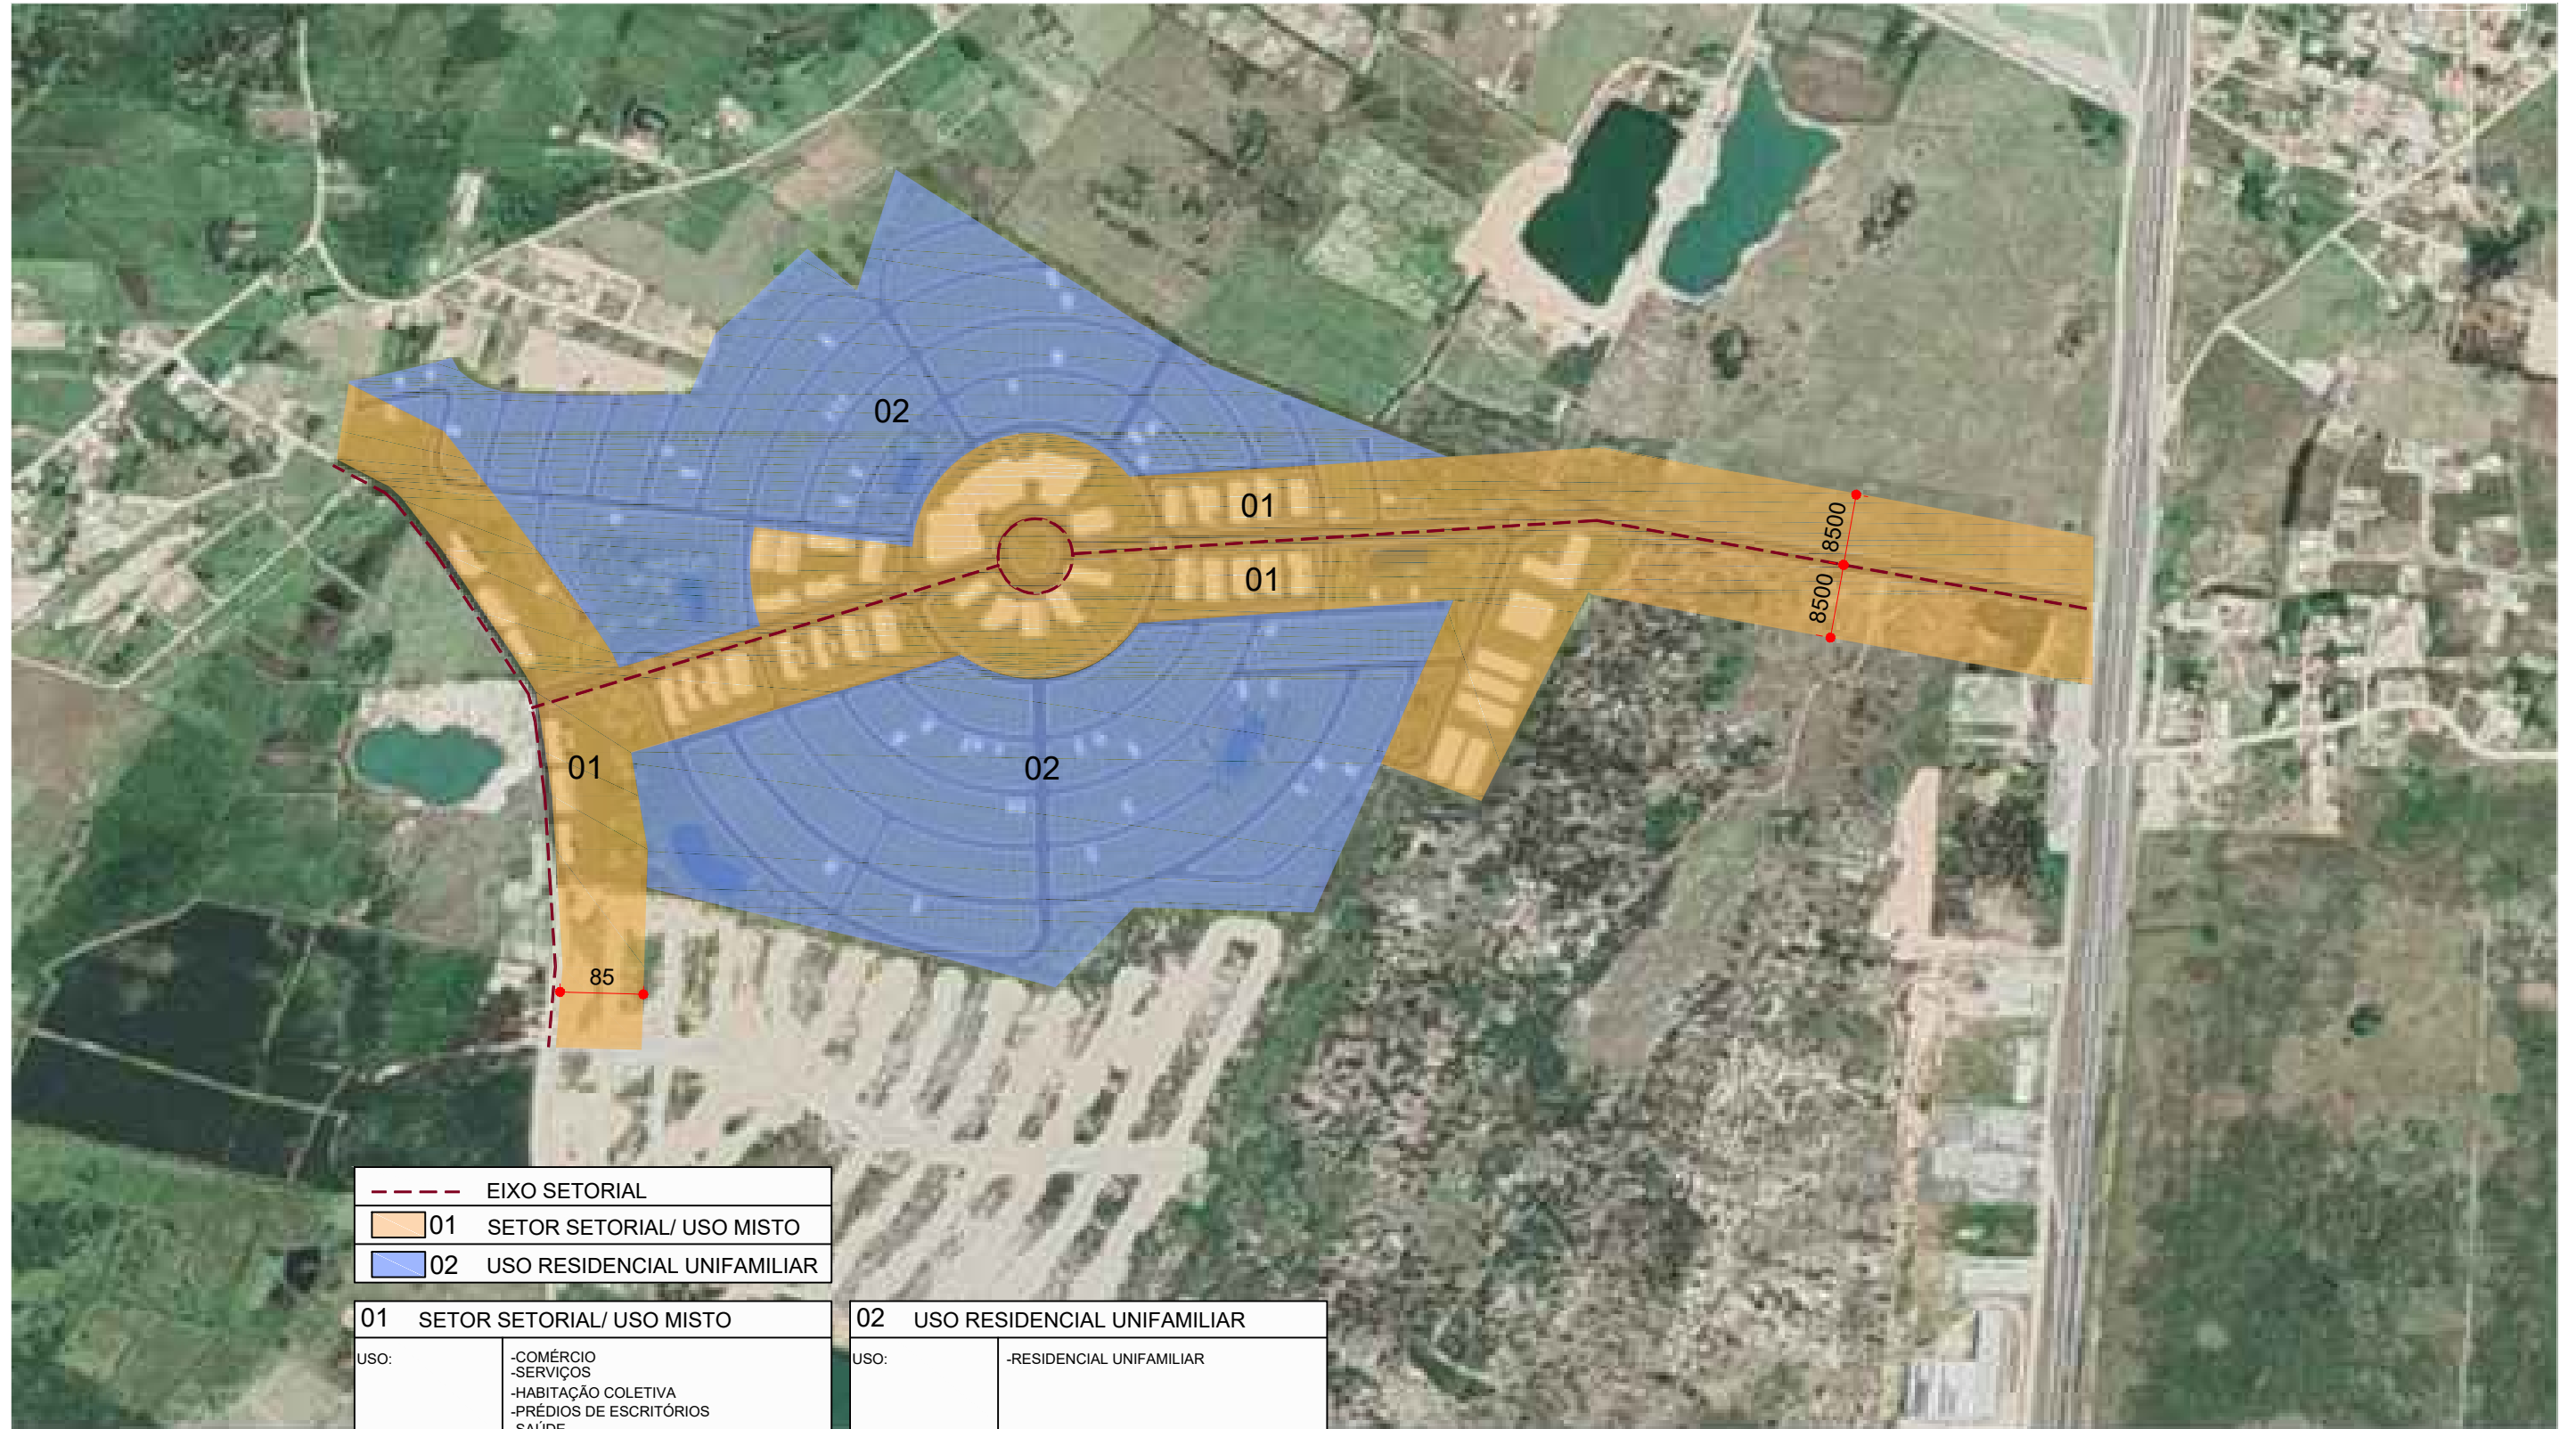 02
01
8500
01
8500
01
02
85
EIXO SETORIAL
01 SETOR SETORIAL/ USO MISTO
02 USO RESIDENCIAL UNIFAMILIAR
01 SETOR SETORIAL/ USO MISTO
USO:
-COMÉRCIO
-SERVIÇOS
-HABITAÇÃO COLETIVA
-PRÉDIOS DE ESCRITÓRIOS
-SAÚDE
02 USO RESIDENCIAL UNIFAMILIAR
USO:
-RESIDENCIAL UNIFAMILIAR